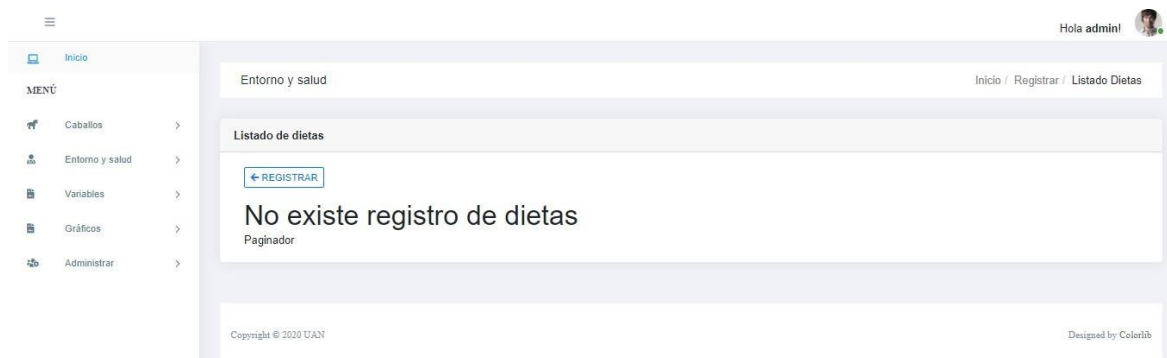 Hola admin!
Inicio
MENÚ
Caballos
Entorno y salud
Variables
Gráficos
Administrar
Entorno y salud
Inicio / Registrar / Listado Dietas
Listado de dietas
REGISTRAR
No existe registro de dietas
Paginador
Copyright © 2020 UAN
Designed by Colorlib